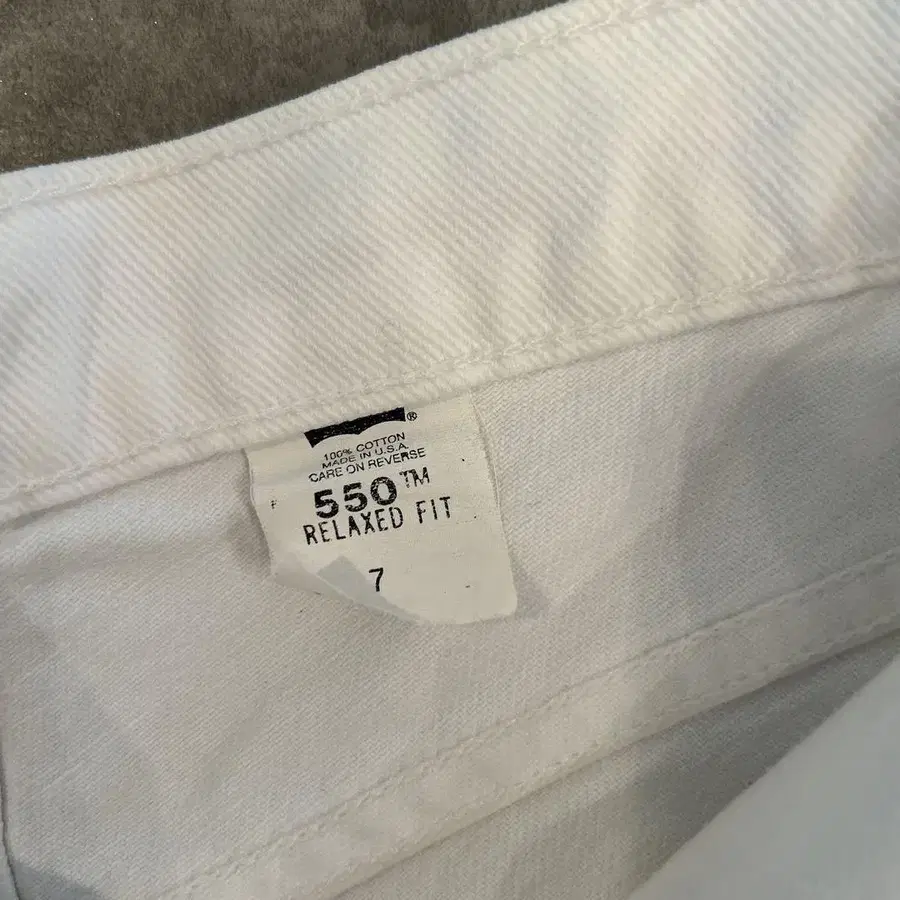 ®
100% COTTON
MADE IN U.S.A.
CARE ON REVERSE
550™
RELAXED FIT
7